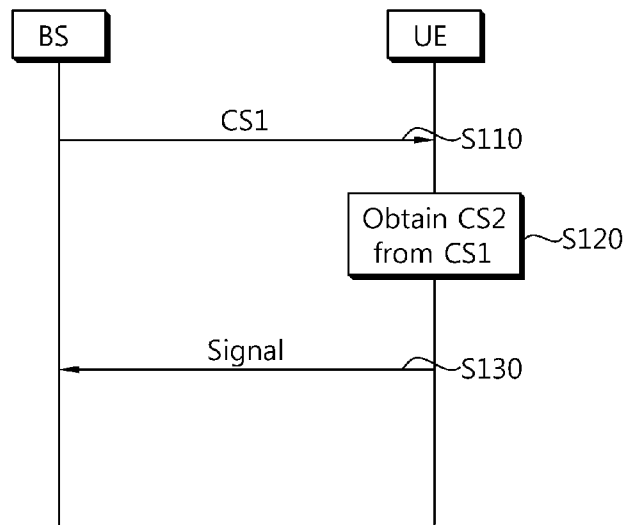 BS
UE
CS1
S110
Obtain CS2
from CS1
S120
Signal
S130